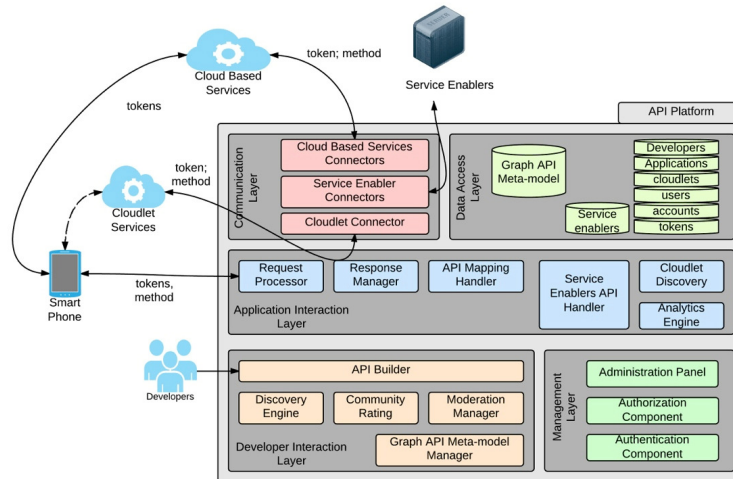 token; method
Cloud Based
Services
Service Enablers
tokens
API Platform
Communication
Layer
Cloud Based Services
Connectors
Service Enabler
Connectors
Cloudlet Connector
Data Access
Layer
Graph API
Meta-model
Service
enablers
Developers
Applications
cloudlets
users
accounts
tokens
token;
method
Cloudlet
Services
Smart
Phone
tokens,
method
Request
Processor
Response
Manager
API Mapping
Handler
Service
Enablers API
Handler
Cloudlet
Discovery
Analytics
Engine
Application Interaction
Layer
Developers
API Builder
Discovery
Engine
Community
Rating
Moderation
Manager
Graph API Meta-model
Manager
Developer Interaction
Layer
Management
Layer
Administration Panel
Authorization
Component
Authentication
Component